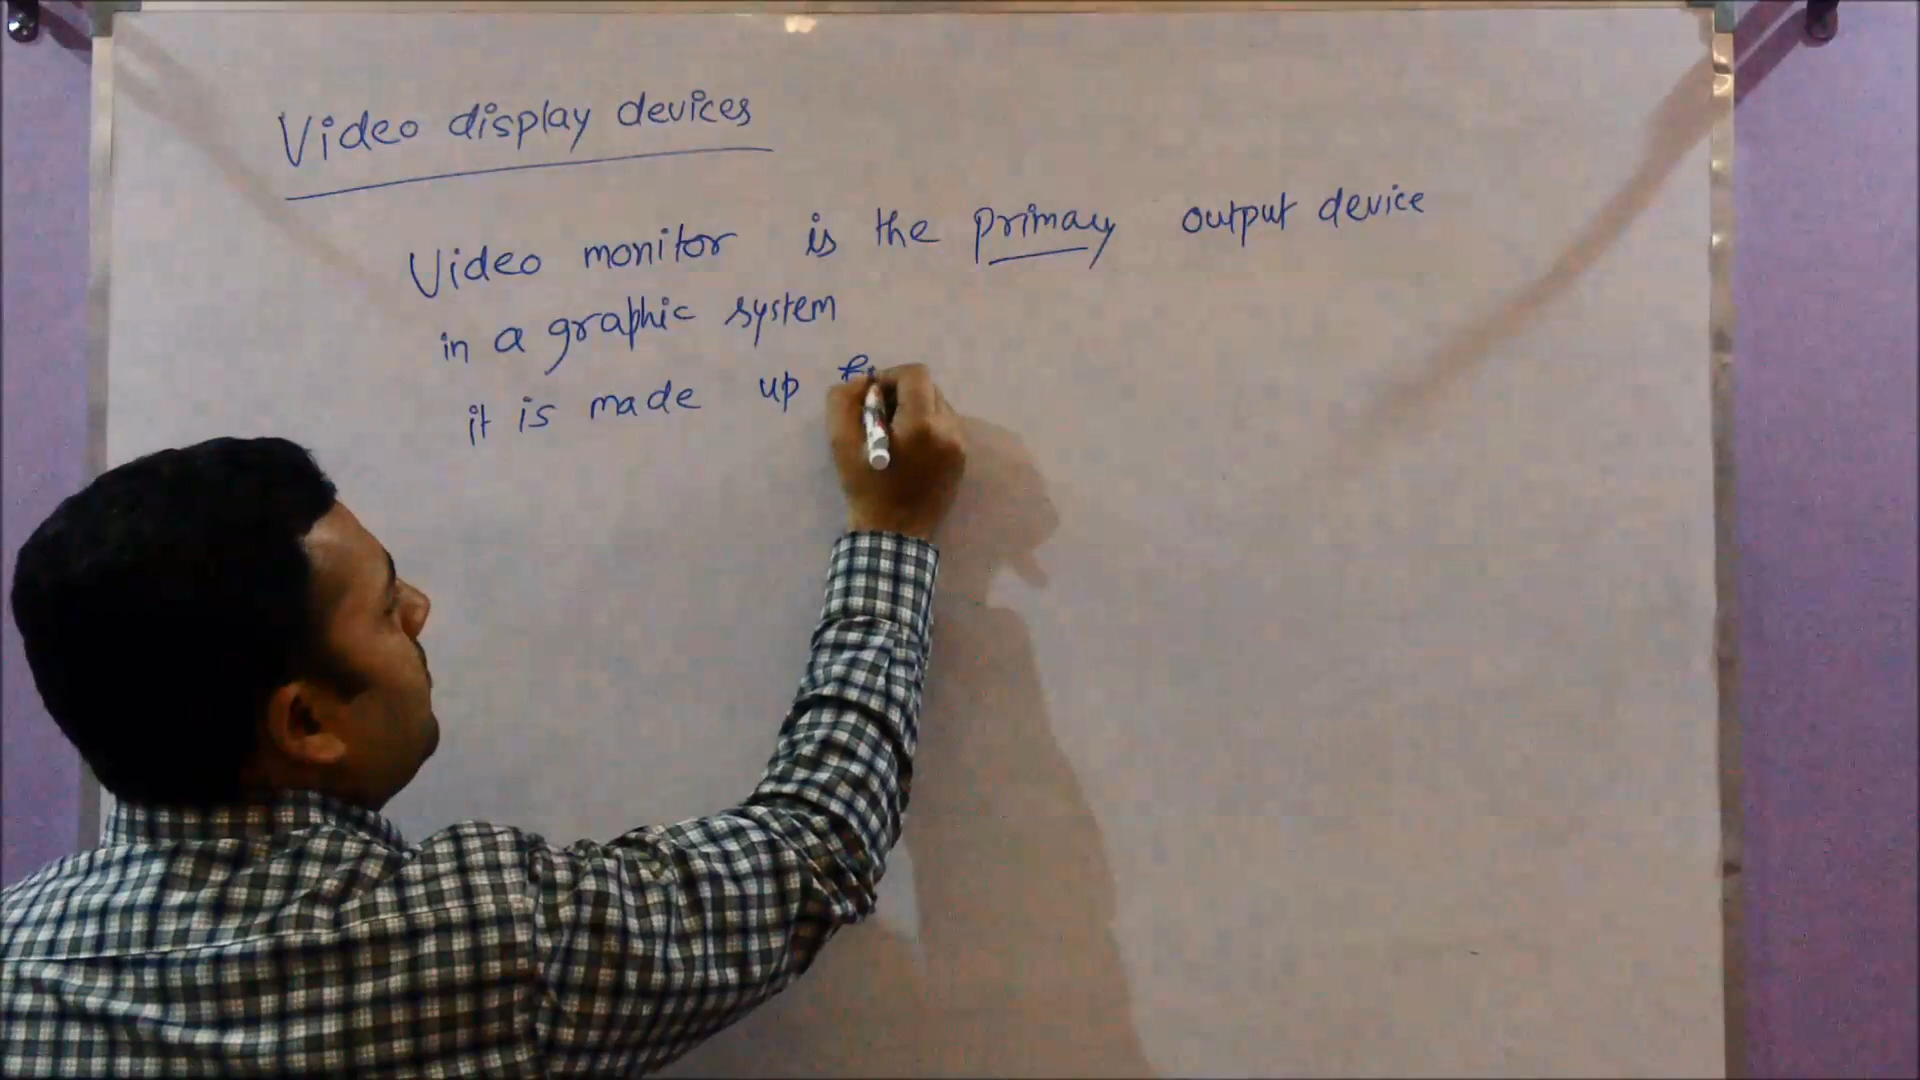 Video display devices
Video monitor is the primay output device
in a graphic system
it is made up